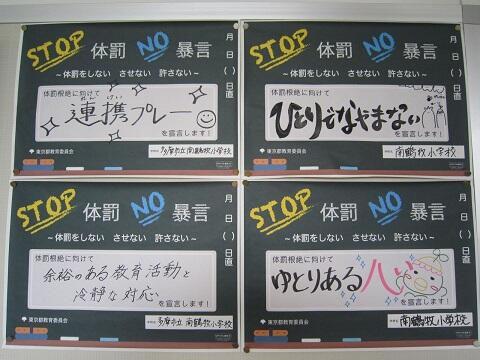 STOP 体罰 NO 暴言
～体罰をしない させない 許さない～
月 日 ( ) 日直
体罰根絶に向けて
れんけい
連携プレー
を宣言します!
東京都教育委員会
多摩市立南鶴牧小学校
STOP 体罰 NO 暴言
～体罰をしない させない 許さない～
月 日 ( ) 日直
体罰根絶に向けて
ひとりでなやまない
を宣言します!
東京都教育委員会
南鶴牧小学校
STOP 体罰 NO 暴言
～体罰をしない させない 許さない～
月 日 ( ) 日直
体罰根絶に向けて
余裕のある教育活動と
冷静な対応
を宣言します!
東京都教育委員会
多摩市立 南鶴牧小学校
STOP 体罰 NO 暴言
～体罰をしない させない 許さない～
月 日 ( ) 日直
体罰根絶に向けて
ゆとりある心
を宣言します!
東京都教育委員会
南鶴牧小学校